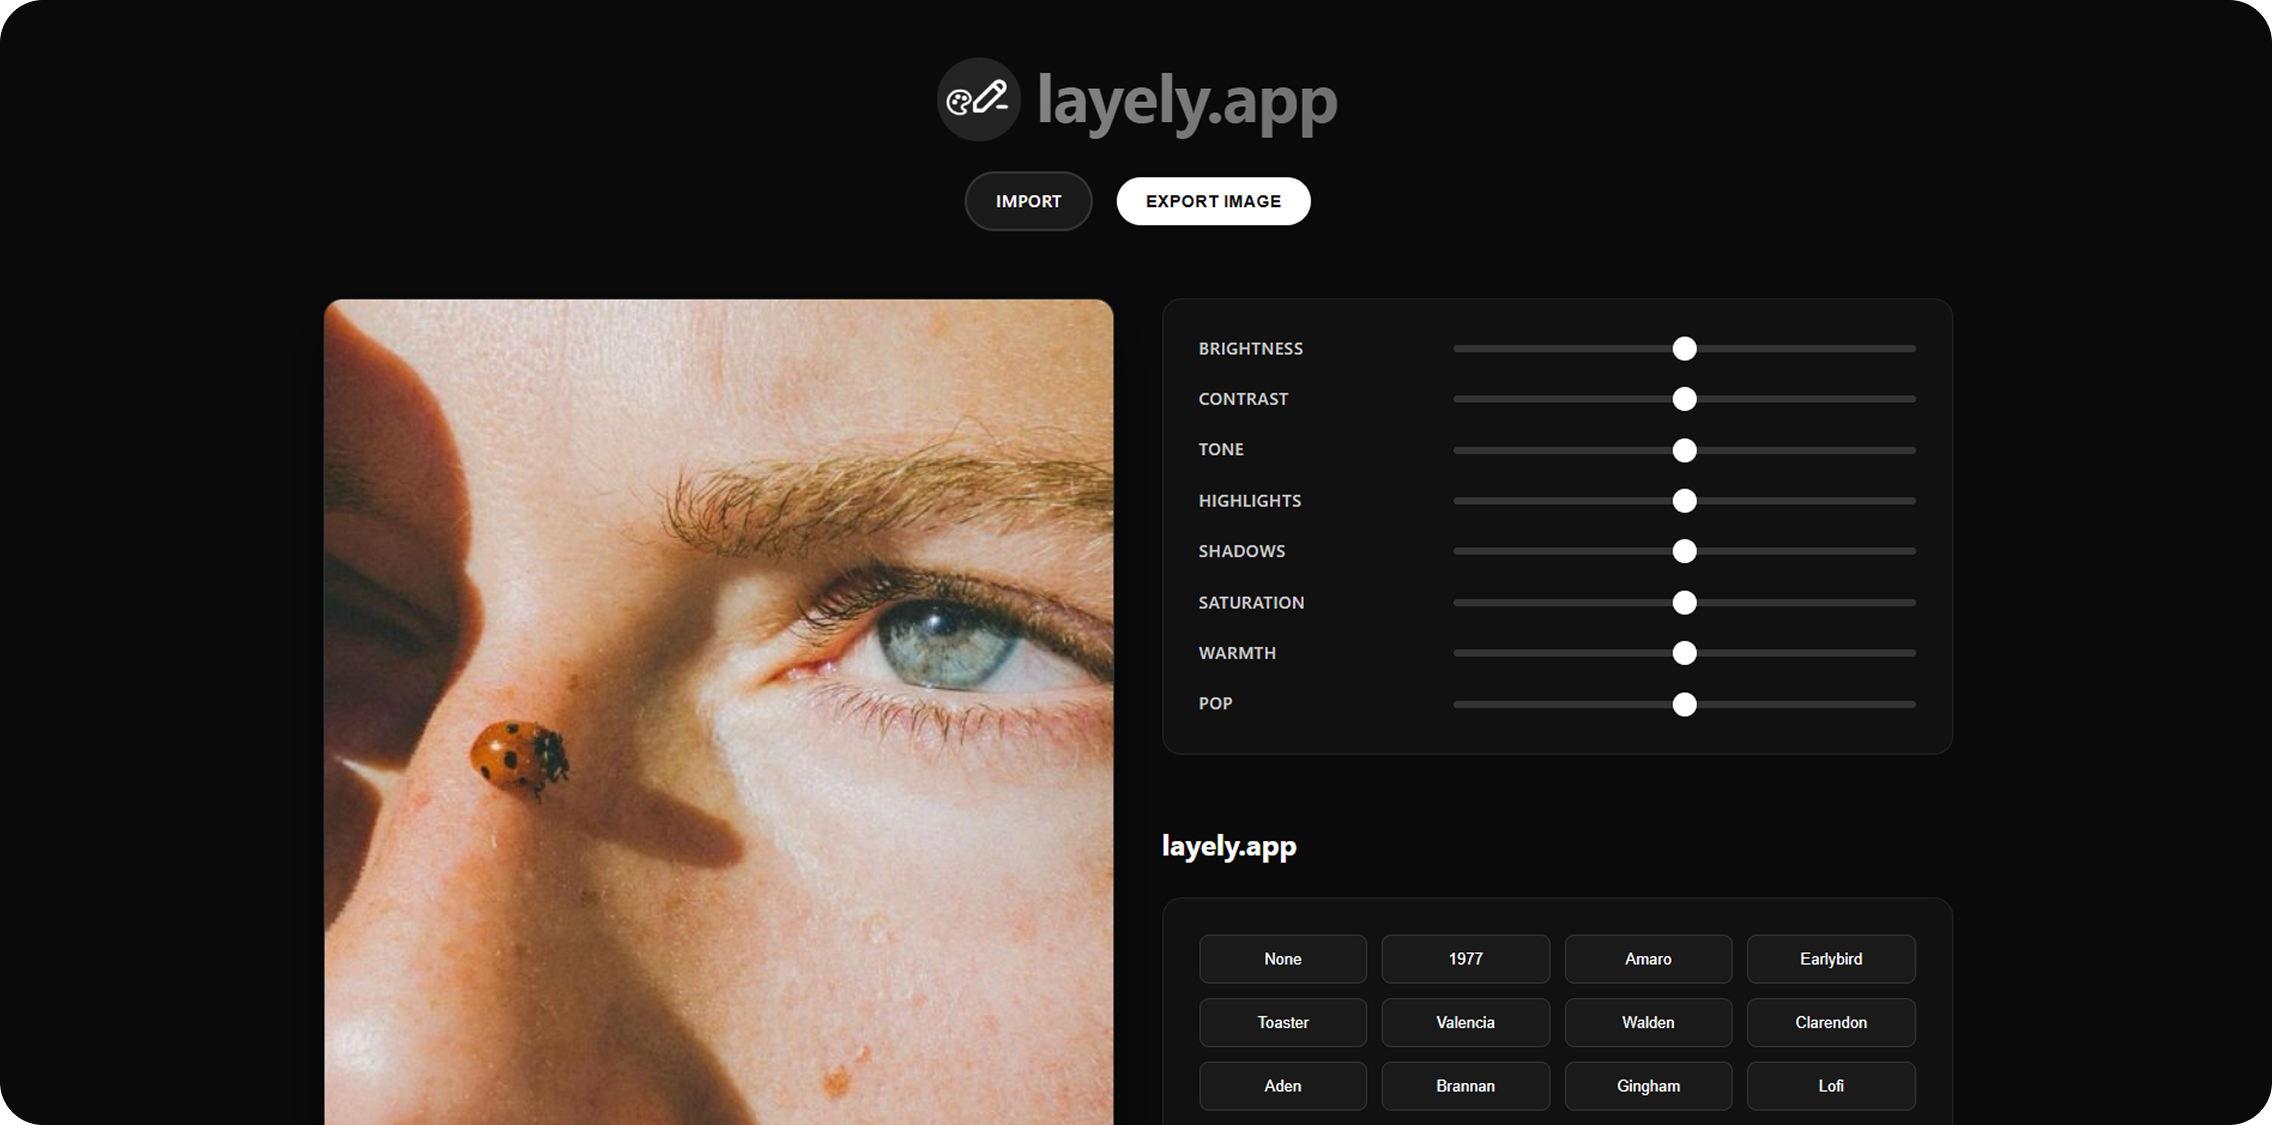 layely.app
IMPORT
EXPORT IMAGE
BRIGHTNESS
CONTRAST
TONE
HIGHLIGHTS
SHADOWS
SATURATION
WARMTH
POP
layely.app
None
1977
Amaro
Earlybird
Toaster
Valencia
Walden
Clarendon
Aden
Brannan
Gingham
Lofi